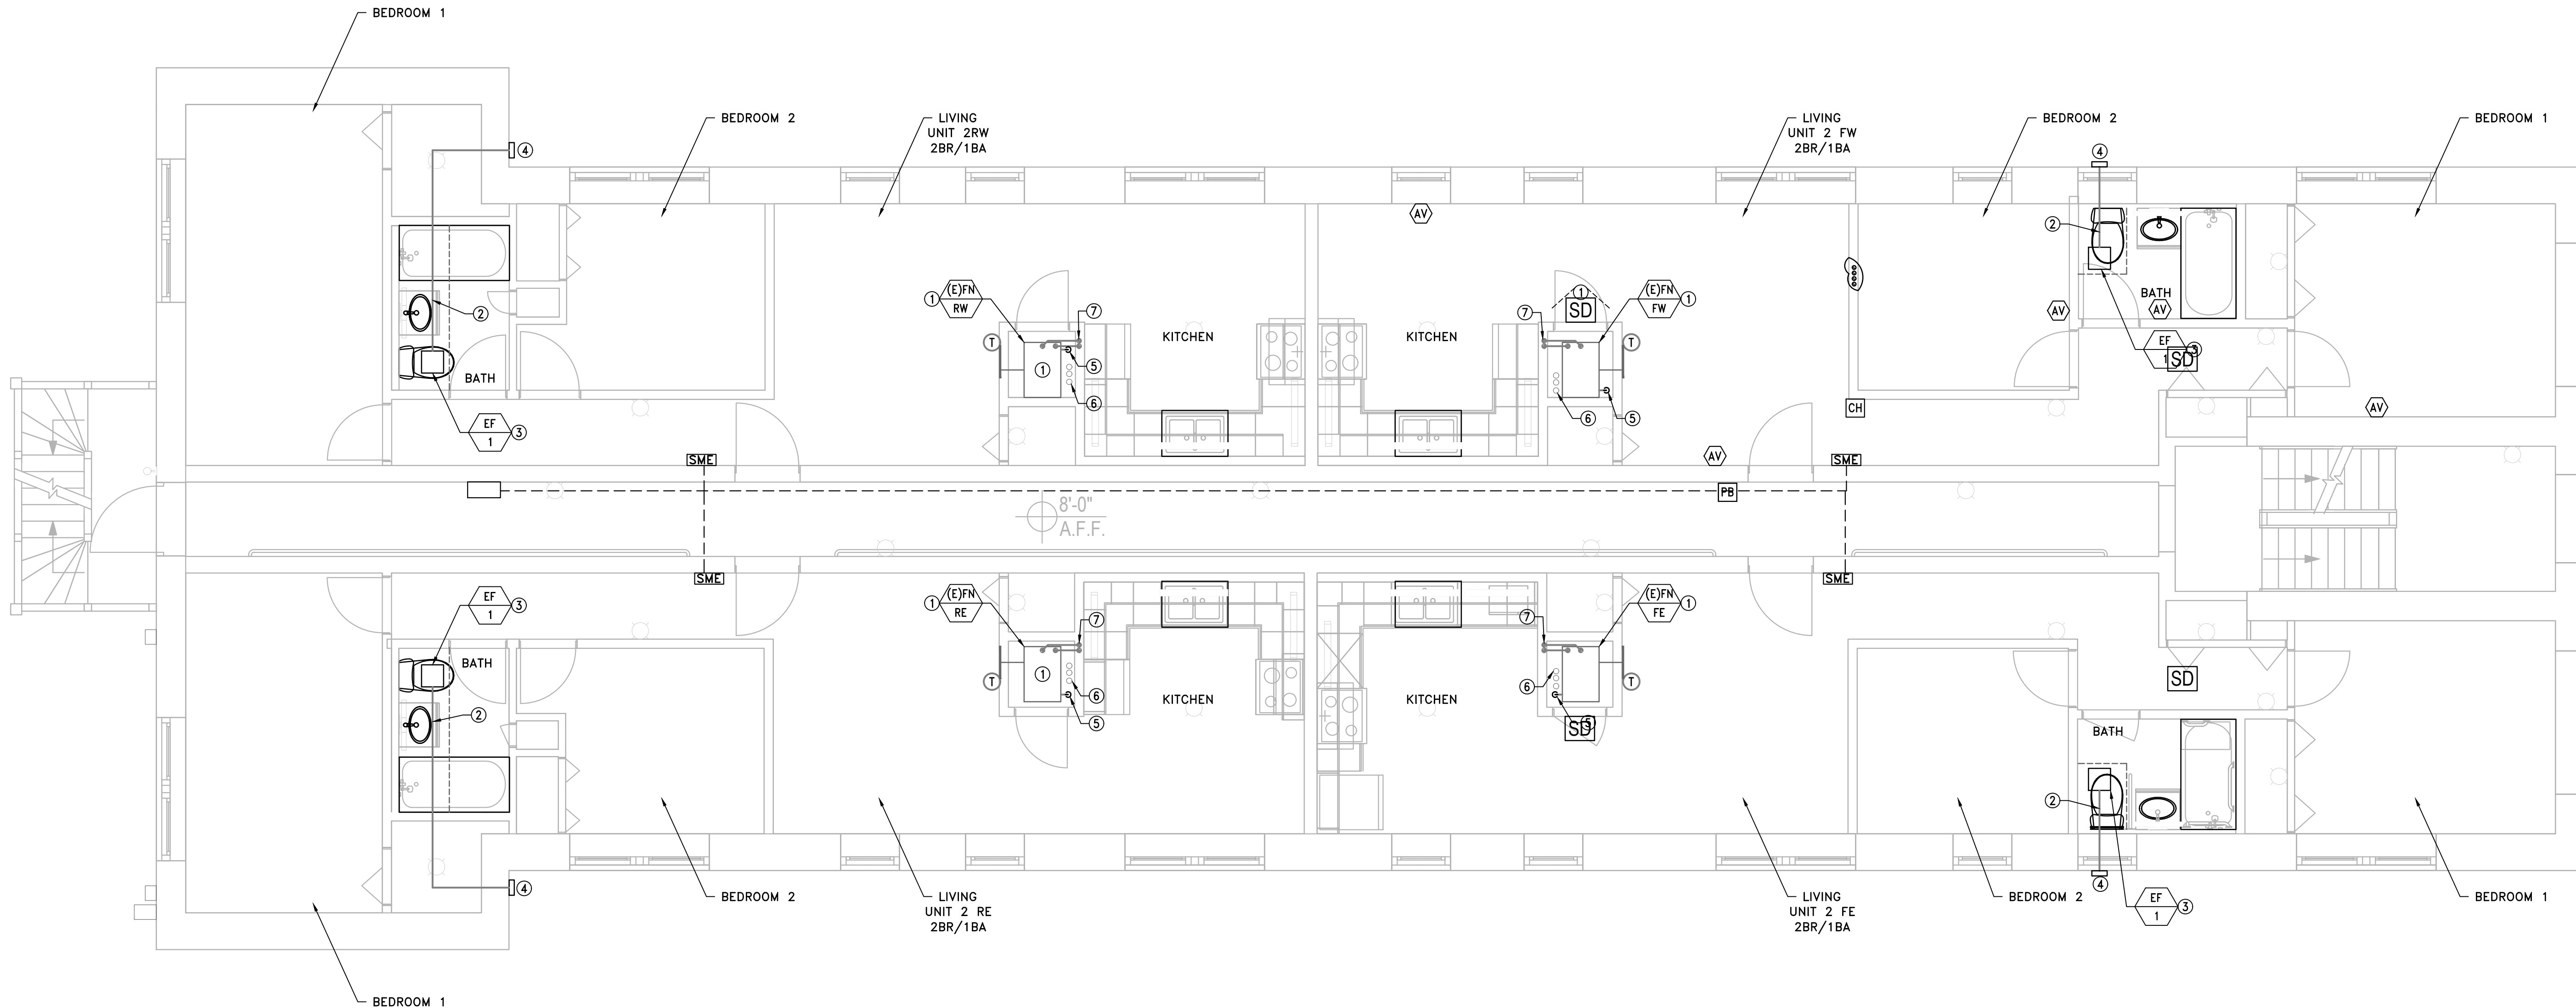 BEDROOM 1
BEDROOM 2
LIVING
UNIT 2RW
2BR/1BA
LIVING
UNIT 2 FW
2BR/1BA
BEDROOM 2
BEDROOM 1
4
4
AV
2
BATH
AV
AV
2
1
(E)FN
RW
7
7
1
SD
(E)FN
FW
1
T
KITCHEN
KITCHEN
T
EF
1
3
SD
1
5
6
6
5
BATH
EF
1
3
CH
AV
SME
AV
SME
PB
8'-0"
A.F.F.
SME
SME
EF
1
3
1
(E)FN
RE
7
7
(E)FN
FE
1
BATH
T
1
6
5
KITCHEN
KITCHEN
6
5
SD
T
SD
2
BATH
2
4
4
EF
1
3
BEDROOM 2
LIVING
UNIT 2 RE
2BR/1BA
LIVING
UNIT 2 FE
2BR/1BA
BEDROOM 2
BEDROOM 1
BEDROOM 1